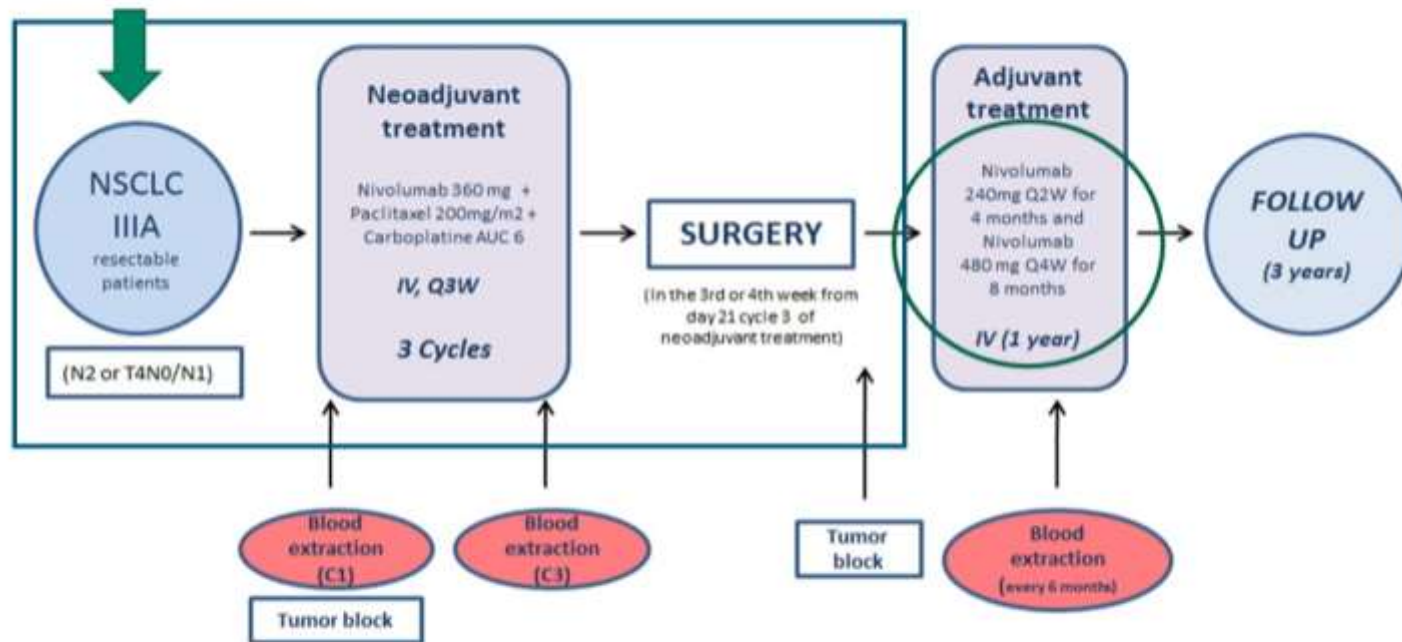 NSCLC
IIIA
resectable
patients
(N2 or T4N0/N1)
Neoadjuvant
treatment
Nivolumab 360 mg +
Paclitaxel 200mg/m2 +
Carboplatine AUC 6
IV, Q3W
3 Cycles
SURGERY
(In the 3rd or 4th week from
day 21 cycle 3 of
neoadjuvant treatment)
Adjuvant
treatment
Nivolumab
240mg Q2W for
4 months and
Nivolumab
480 mg Q4W for
8 months
IV (1 year)
FOLLOW
UP
(3 years)
Blood
extraction
(C1)
Tumor block
Blood
extraction
(C3)
Tumor
block
Blood
extraction
(every 6 months)